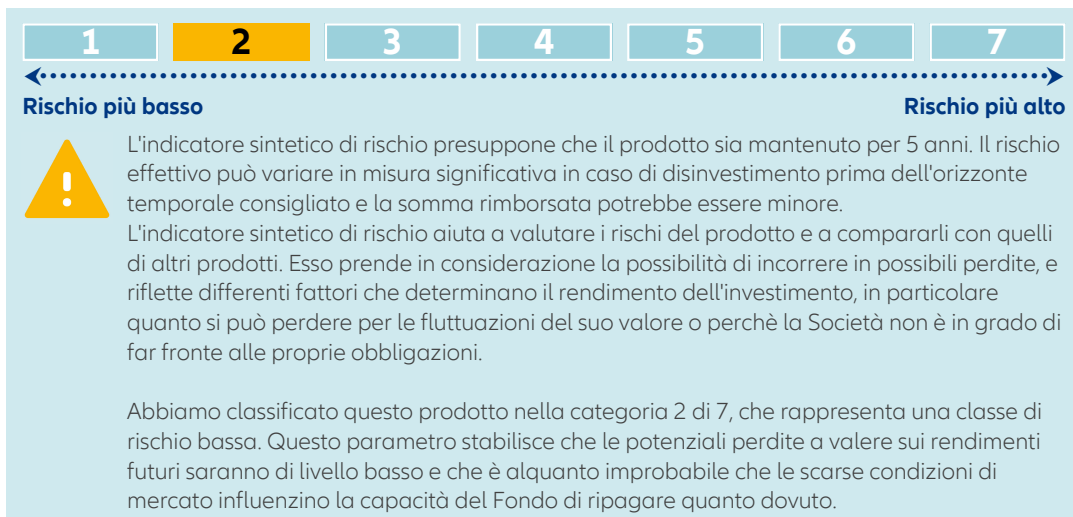 1 2 3 4 5 6 7
Rischio più basso Rischio più alto
L'indicatore sintetico di rischio presuppone che il prodotto sia mantenuto per 5 anni. Il rischio
effettivo può variare in misura significativa in caso di disinvestimento prima dell'orizzonte
temporale consigliato e la somma rimborsata potrebbe essere minore.
L'indicatore sintetico di rischio aiuta a valutare i rischi del prodotto e a compararli con quelli
di altri prodotti. Esso prende in considerazione la possibilità di incorrere in possibili perdite, e
riflette differenti fattori che determinano il rendimento dell'investimento, in particolare
quanto si può perdere per le fluttuazioni del suo valore o perchè la Società non è in grado di
far fronte alle proprie obbligazioni.
Abbiamo classificato questo prodotto nella categoria 2 di 7, che rappresenta una classe di
rischio bassa. Questo parametro stabilisce che le potenziali perdite a valere sui rendimenti
futuri saranno di livello basso e che è alquanto improbabile che le scarse condizioni di
mercato influenzino la capacità del Fondo di ripagare quanto dovuto.